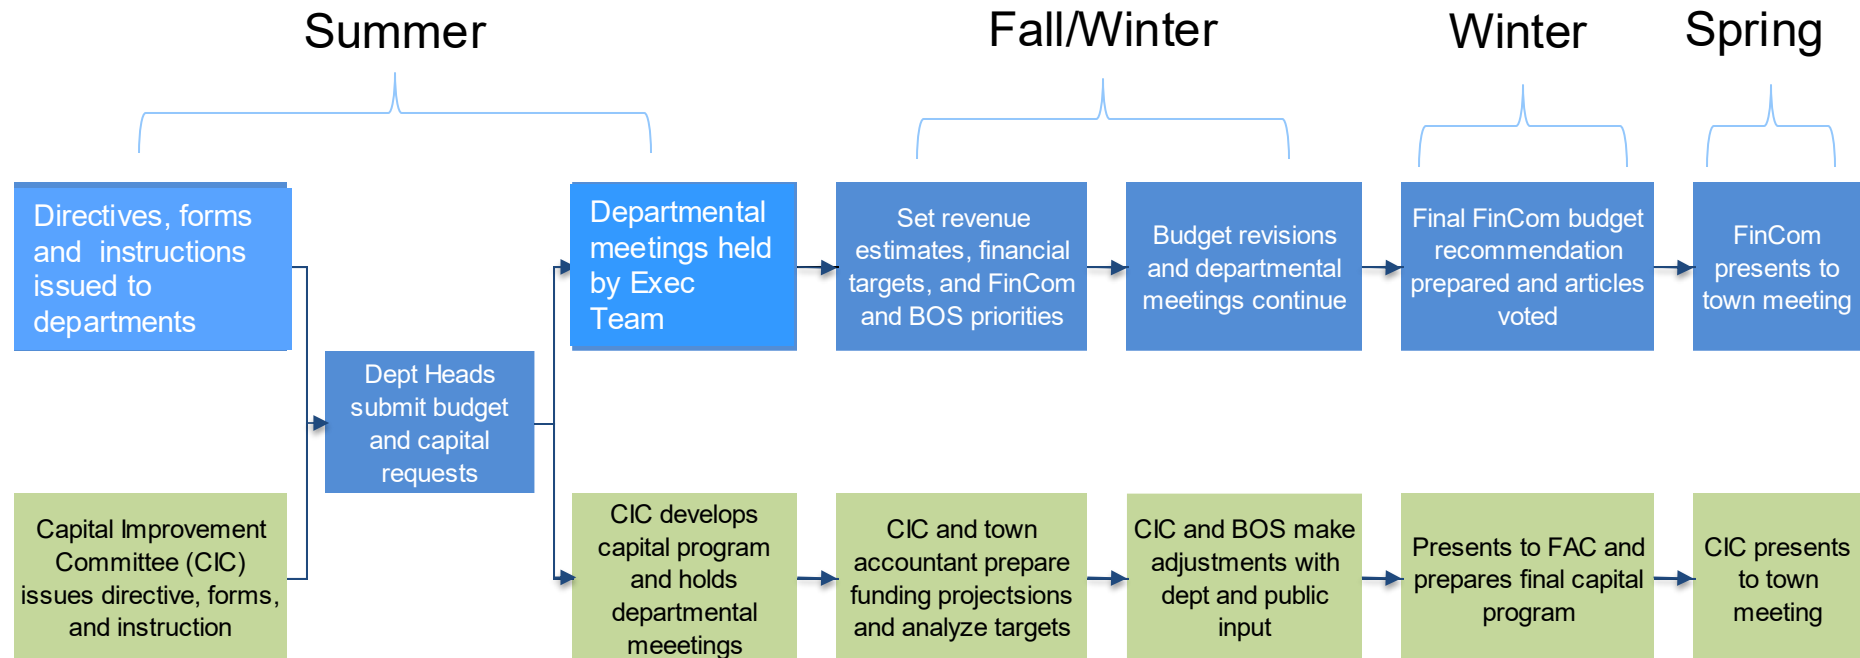 Summer
Fall/Winter
Winter
Spring
Directives, forms
and instructions
issued to
departments
Departmental
meetings held
by Exec
Team
Set revenue
estimates, financial
targets, and FinCom
and BOS priorities
Budget revisions
and departmental
meetings continue
Final FinCom budget
recommendation
prepared and articles
voted
FinCom
presents to
town meeting
Dept Heads
submit budget
and capital
requests
Capital Improvement
Committee (CIC)
issues directive, forms,
and instruction
CIC develops
capital program
and holds
departmental
meeetings
CIC and town
accountant prepare
funding projectsions
and analyze targets
CIC and BOS make
adjustments with
dept and public
input
Presents to FAC and
prepares final capital
program
CIC presents
to town
meeting